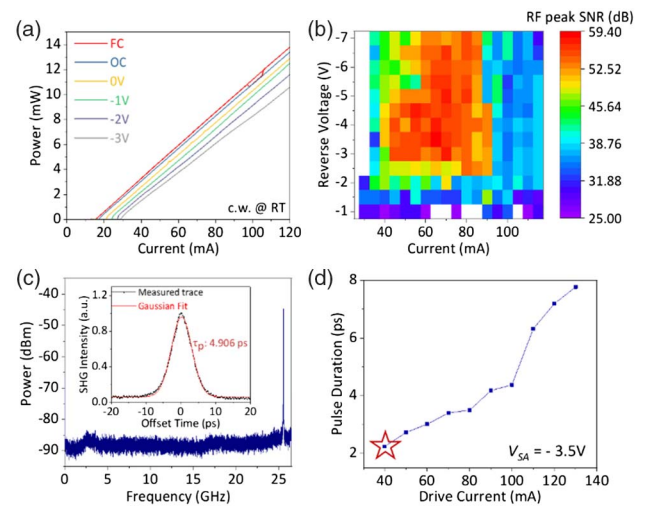 (a)
14
12
10
8
6
4
2
0
Power (mW)
FC
OC
0V
-1V
-2V
-3V
c.w. @ RT
0 20 40 60 80 100 120
Current (mA)
(b)
RF peak SNR (dB)
-7
-6
-5
-4
-3
-2
-1
Reverse Voltage (V)
40 60 80 100
Current (mA)
59.40
52.52
45.64
38.76
31.88
25.00
(c)
-40
-50
-60
-70
-80
-90
Power (dBm)
1.2
0.8
0.4
0.0
SHG Intensity (a.u.)
Measured trace
Gaussian Fit
τp: 4.906 ps
-20 -10 0 10 20
Offset Time (ps)
0 5 10 15 20 25
Frequency (GHz)
(d)
8
6
4
2
Pulse Duration (ps)
VSA = - 3.5V
40 60 80 100 120 140
Drive Current (mA)